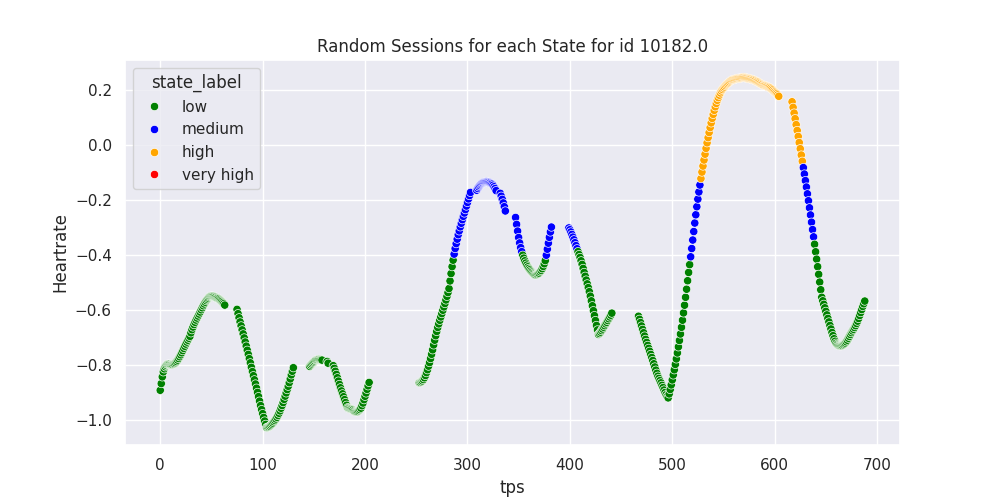 Random Sessions for each State for id 10182.0
state_label
low
medium
high
very high
Heartrate
0.2
0.0
−0.2
−0.4
−0.6
−0.8
−1.0
0 100 200 300 400 500 600 700
tps